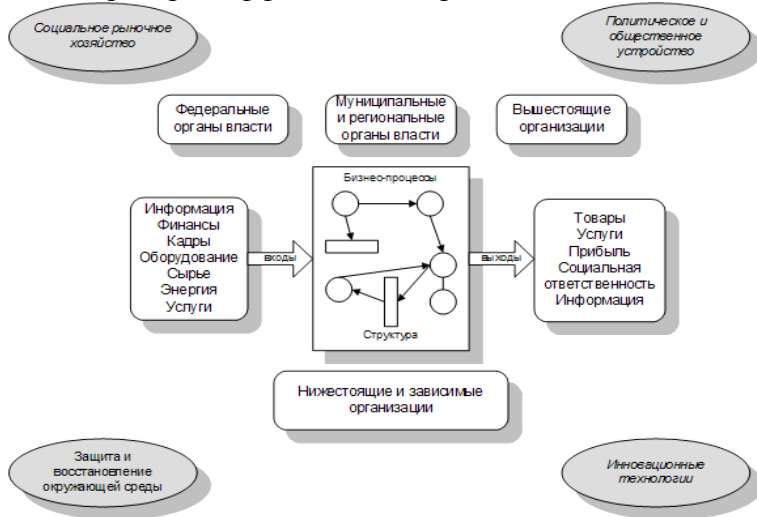 Социальное рыночное
хозяйство
Политическое и
общественное
устройство
Федеральные
органы власти
Муниципальные
и региональные
органы власти
Вышестоящие
организации
Бизнес-процессы
Информация
Финансы
Кадры
Оборудование
Сырье
Энергия
Услуги
входы
выходы
Товары
Услуги
Прибыль
Социальная
ответственность
Информация
Структура
Нижестоящие и зависимые
организации
Защита и
восстановление
окружающей среды
Инновационные
технологии